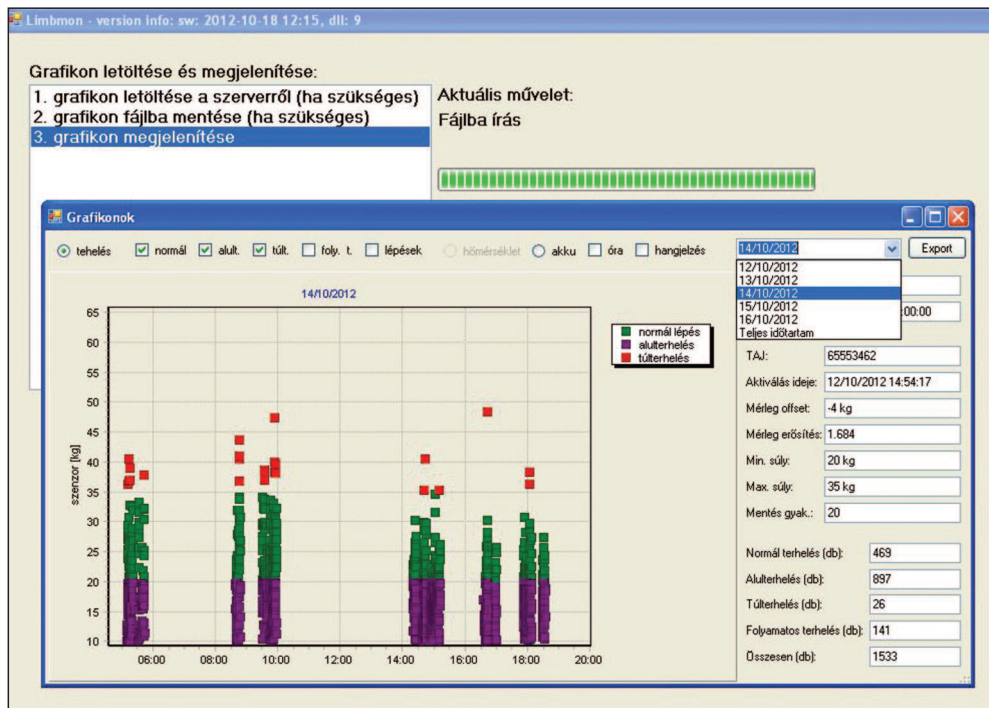 Limbmon - version info: sw: 2012-10-18 12:15, dll: 9
Grafikon letöltése és megjelenítése:
1. grafikon letöltése a szerverről (ha szükséges)
2. grafikon fájlba mentése (ha szükséges)
3. grafikon megjelenítése
Aktuális művelet:
Fájlba írás
Grafikonok
tehelés normál alult. túlt. foly. t. lépések hőmérséklet akku óra hangjelzés
14/10/2012
Export
12/10/2012
13/10/2012
14/10/2012
15/10/2012
16/10/2012
Teljes időtartam
:00:00
14/10/2012
normál lépés
alulterhelés
túlterhelés
szenzor [kg]
65
60
55
50
45
40
35
30
25
20
15
10
06:00 08:00 10:00 12:00 14:00 16:00 18:00 20:00
TAJ: 65553462
Aktiválás ideje: 12/10/2012 14:54:17
Mérleg offset: -4 kg
Mérleg erősítés: 1.684
Min. súly: 20 kg
Max. súly: 35 kg
Mentés gyak.: 20
Normál terhelés (db): 469
Alulterhelés (db): 897
Túlterhelés (db): 26
Folyamatos terhelés (db): 141
Összesen (db): 1533